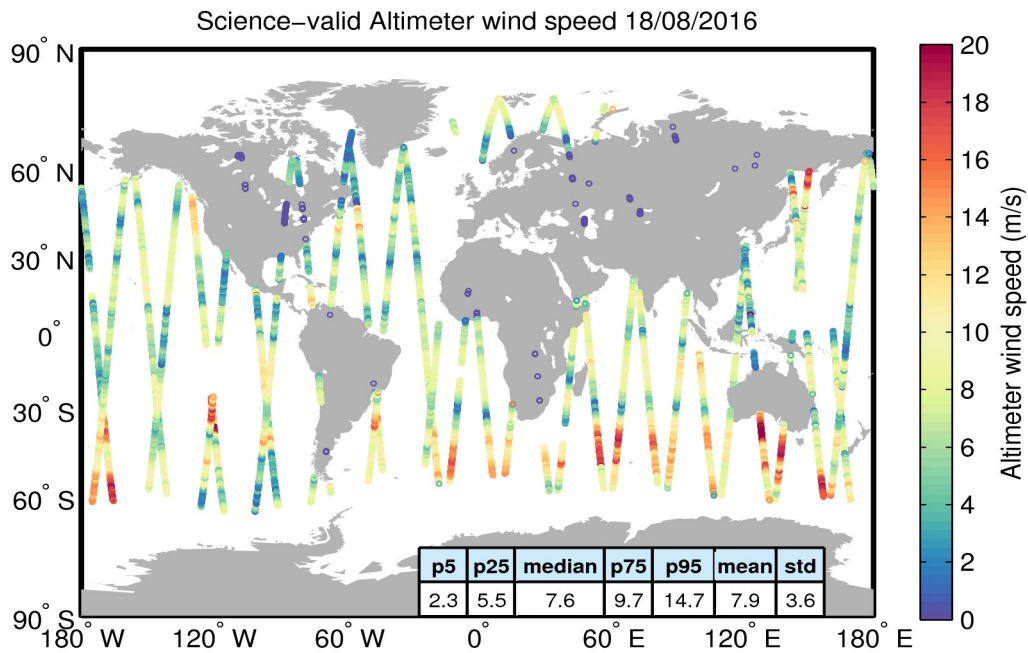 Science−valid Altimeter wind speed 18/08/2016
90° N
60° N
30° N
0°
30° S
60° S
90° S
180° W
120° W
60° W
0°
60° E
120° E
180° E
p5 p25 median p75 p95 mean std
2.3 5.5 7.6 9.7 14.7 7.9 3.6
20
18
16
14
12
10
8
6
4
2
0
Altimeter wind speed (m/s)